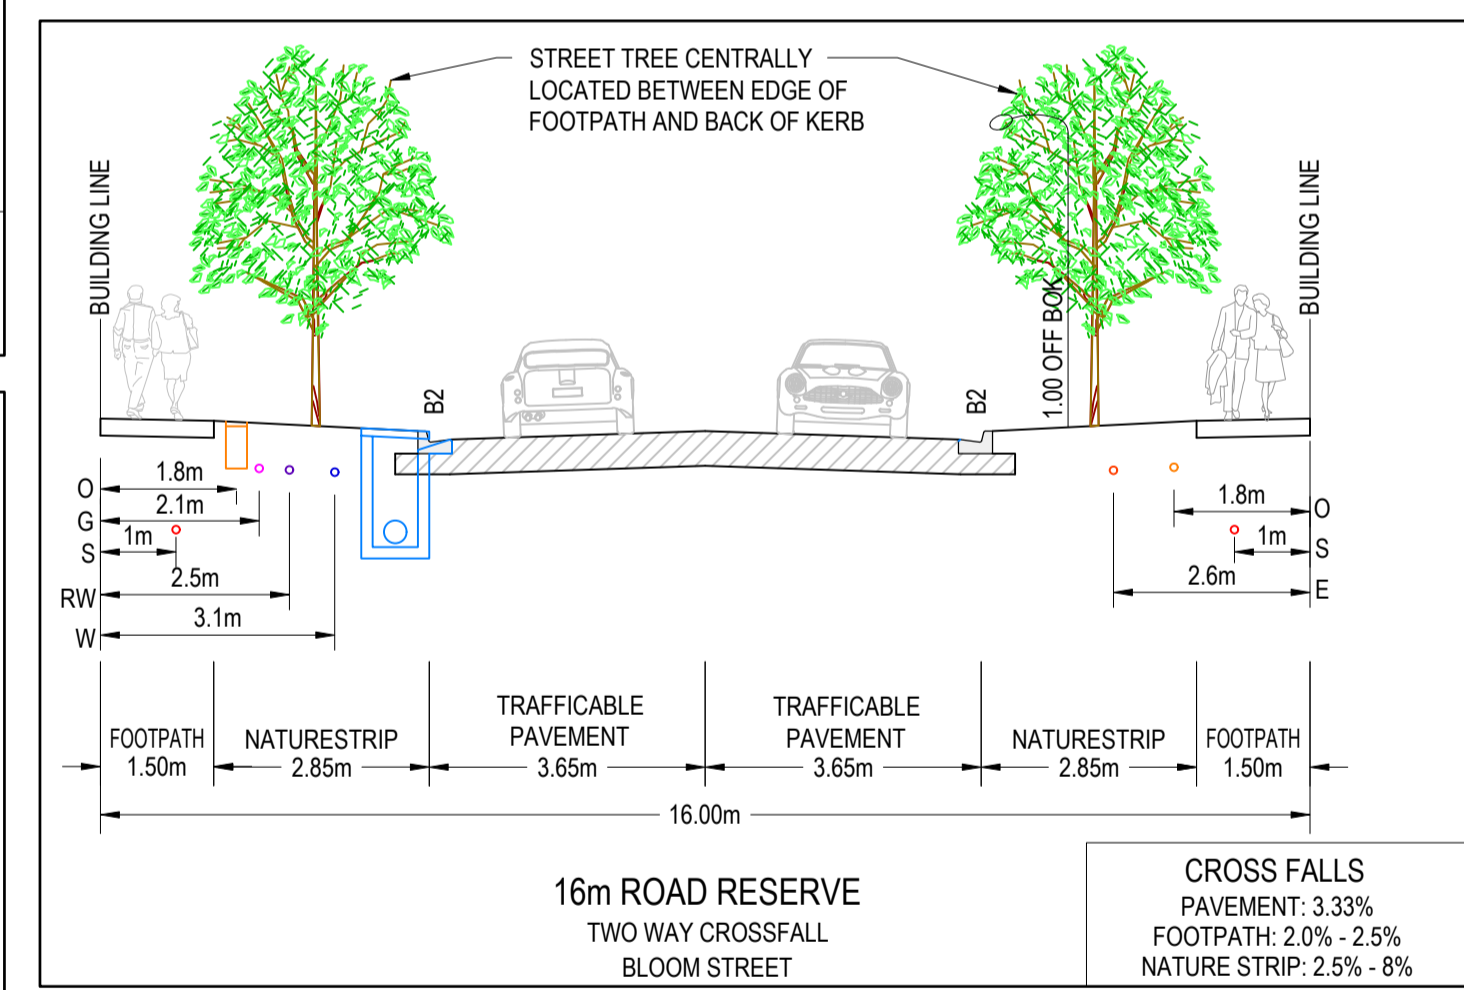 STREET TREE CENTRALLY
LOCATED BETWEEN EDGE OF
FOOTPATH AND BACK OF KERB
BUILDING LINE
BUILDING LINE
1.00 OFF BOK
B2
B2
O 1.8m
G 2.1m
S 1m
RW 2.5m
W 3.1m
1.8m O
1m S
2.6m E
FOOTPATH
1.50m
NATURESTRIP
2.85m
TRAFFICABLE
PAVEMENT
3.65m
TRAFFICABLE
PAVEMENT
3.65m
NATURESTRIP
2.85m
FOOTPATH
1.50m
16.00m
16m ROAD RESERVE
TWO WAY CROSSFALL
BLOOM STREET
CROSS FALLS
PAVEMENT: 3.33%
FOOTPATH: 2.0% - 2.5%
NATURE STRIP: 2.5% - 8%